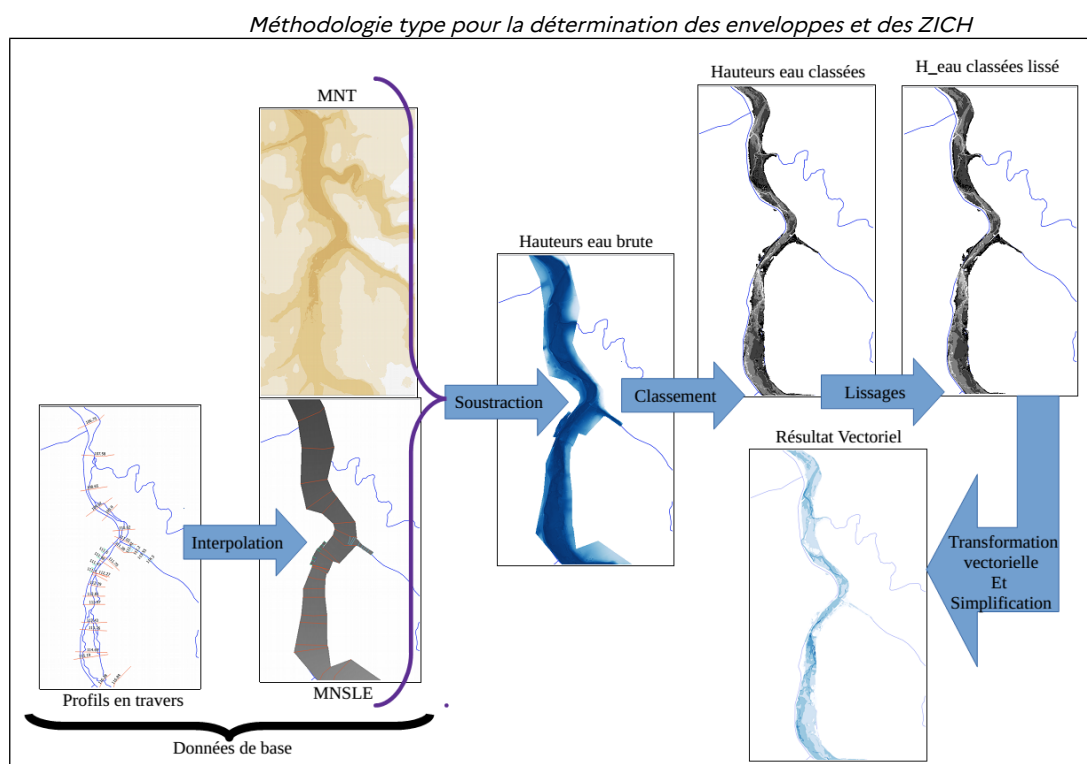 Méthodologie type pour la détermination des enveloppes et des ZICH
MNT
Hauteurs eau classées
H_eau classées lissé
Hauteurs eau brute
Soustraction
Classement
Lissages
Résultat Vectoriel
Interpolation
Transformation
vectorielle
Et
Simplification
Profils en travers
MNSLE
Données de base